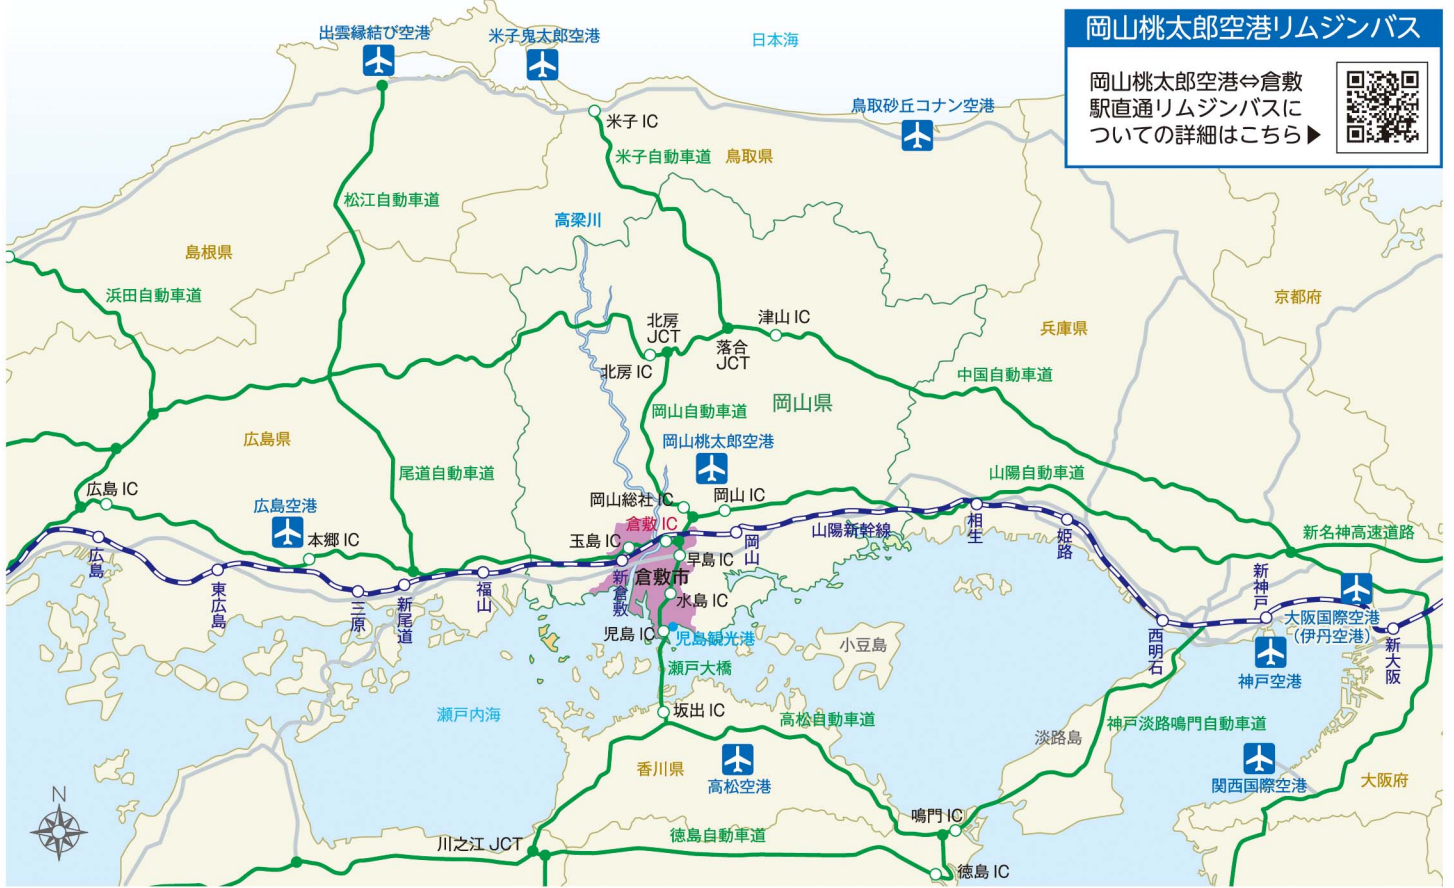 岡山桃太郎空港リムジンバス
岡山桃太郎空港⇔倉敷
駅直通リムジンバスに
ついての詳細はこちら▶
出雲縁結び空港
米子鬼太郎空港
日本海
鳥取砂丘コナン空港
米子 IC
米子自動車道
鳥取県
松江自動車道
高梁川
島根県
浜田自動車道
京都府
兵庫県
北房
JCT
津山 IC
落合
JCT
北房 IC
中国自動車道
岡山自動車道
岡山県
広島県
岡山桃太郎空港
尾道自動車道
山陽自動車道
広島 IC
広島空港
岡山総社 IC
岡山 IC
倉敷 IC
山陽新幹線
相生
姫路
新名神高速道路
本郷 IC
玉島 IC
岡山
早島 IC
広島
東広島
三原
新尾道
福山
新倉敷
倉敷市
水島 IC
新神戸
大阪国際空港
(伊丹空港)
児島 IC
児島観光港
小豆島
西明石
新大阪
瀬戸大橋
神戸空港
瀬戸内海
坂出 IC
高松自動車道
神戸淡路鳴門自動車道
淡路島
香川県
高松空港
関西国際空港
大阪府
N
鳴門 IC
川之江 JCT
徳島自動車道
徳島 IC